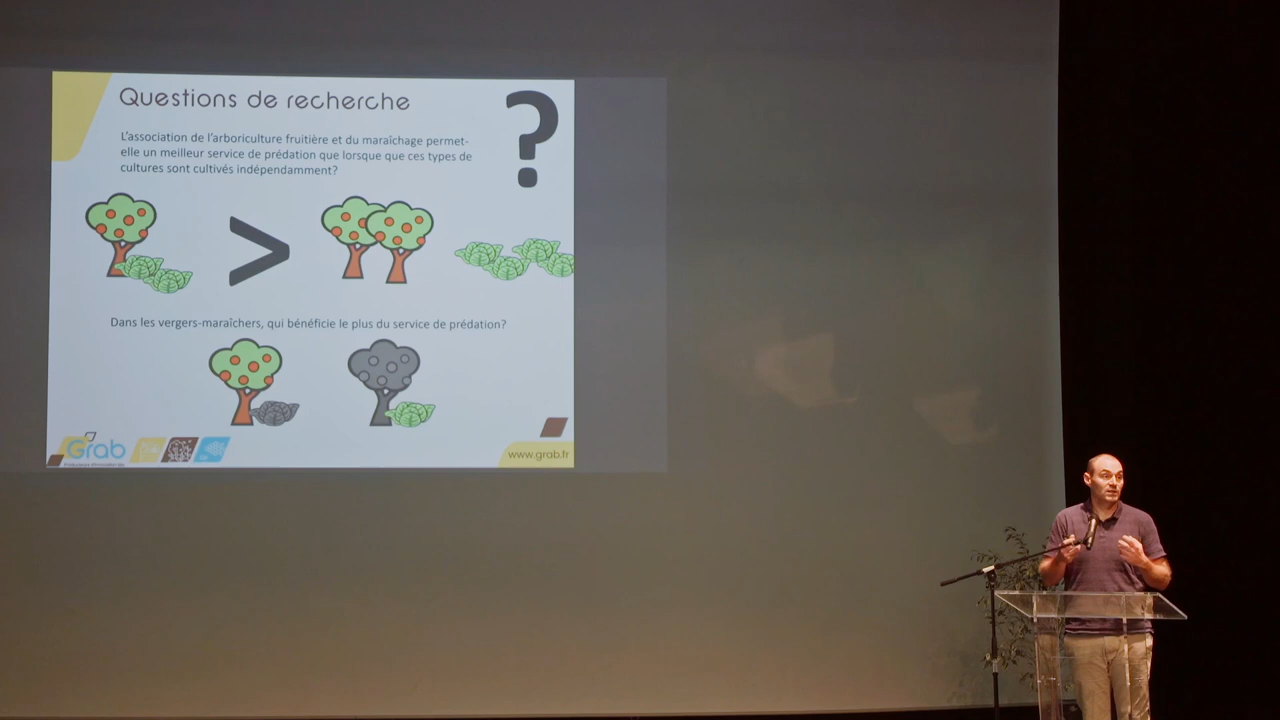 Questions de recherche
?
L'association de l'arboriculture fruitière et du maraîchage permet-
elle un meilleur service de prédation que lorsque que ces types de
cultures sont cultivés indépendamment?
>
Dans les vergers-maraîchers, qui bénéficie le plus du service de prédation?
Grab
www.grab.fr